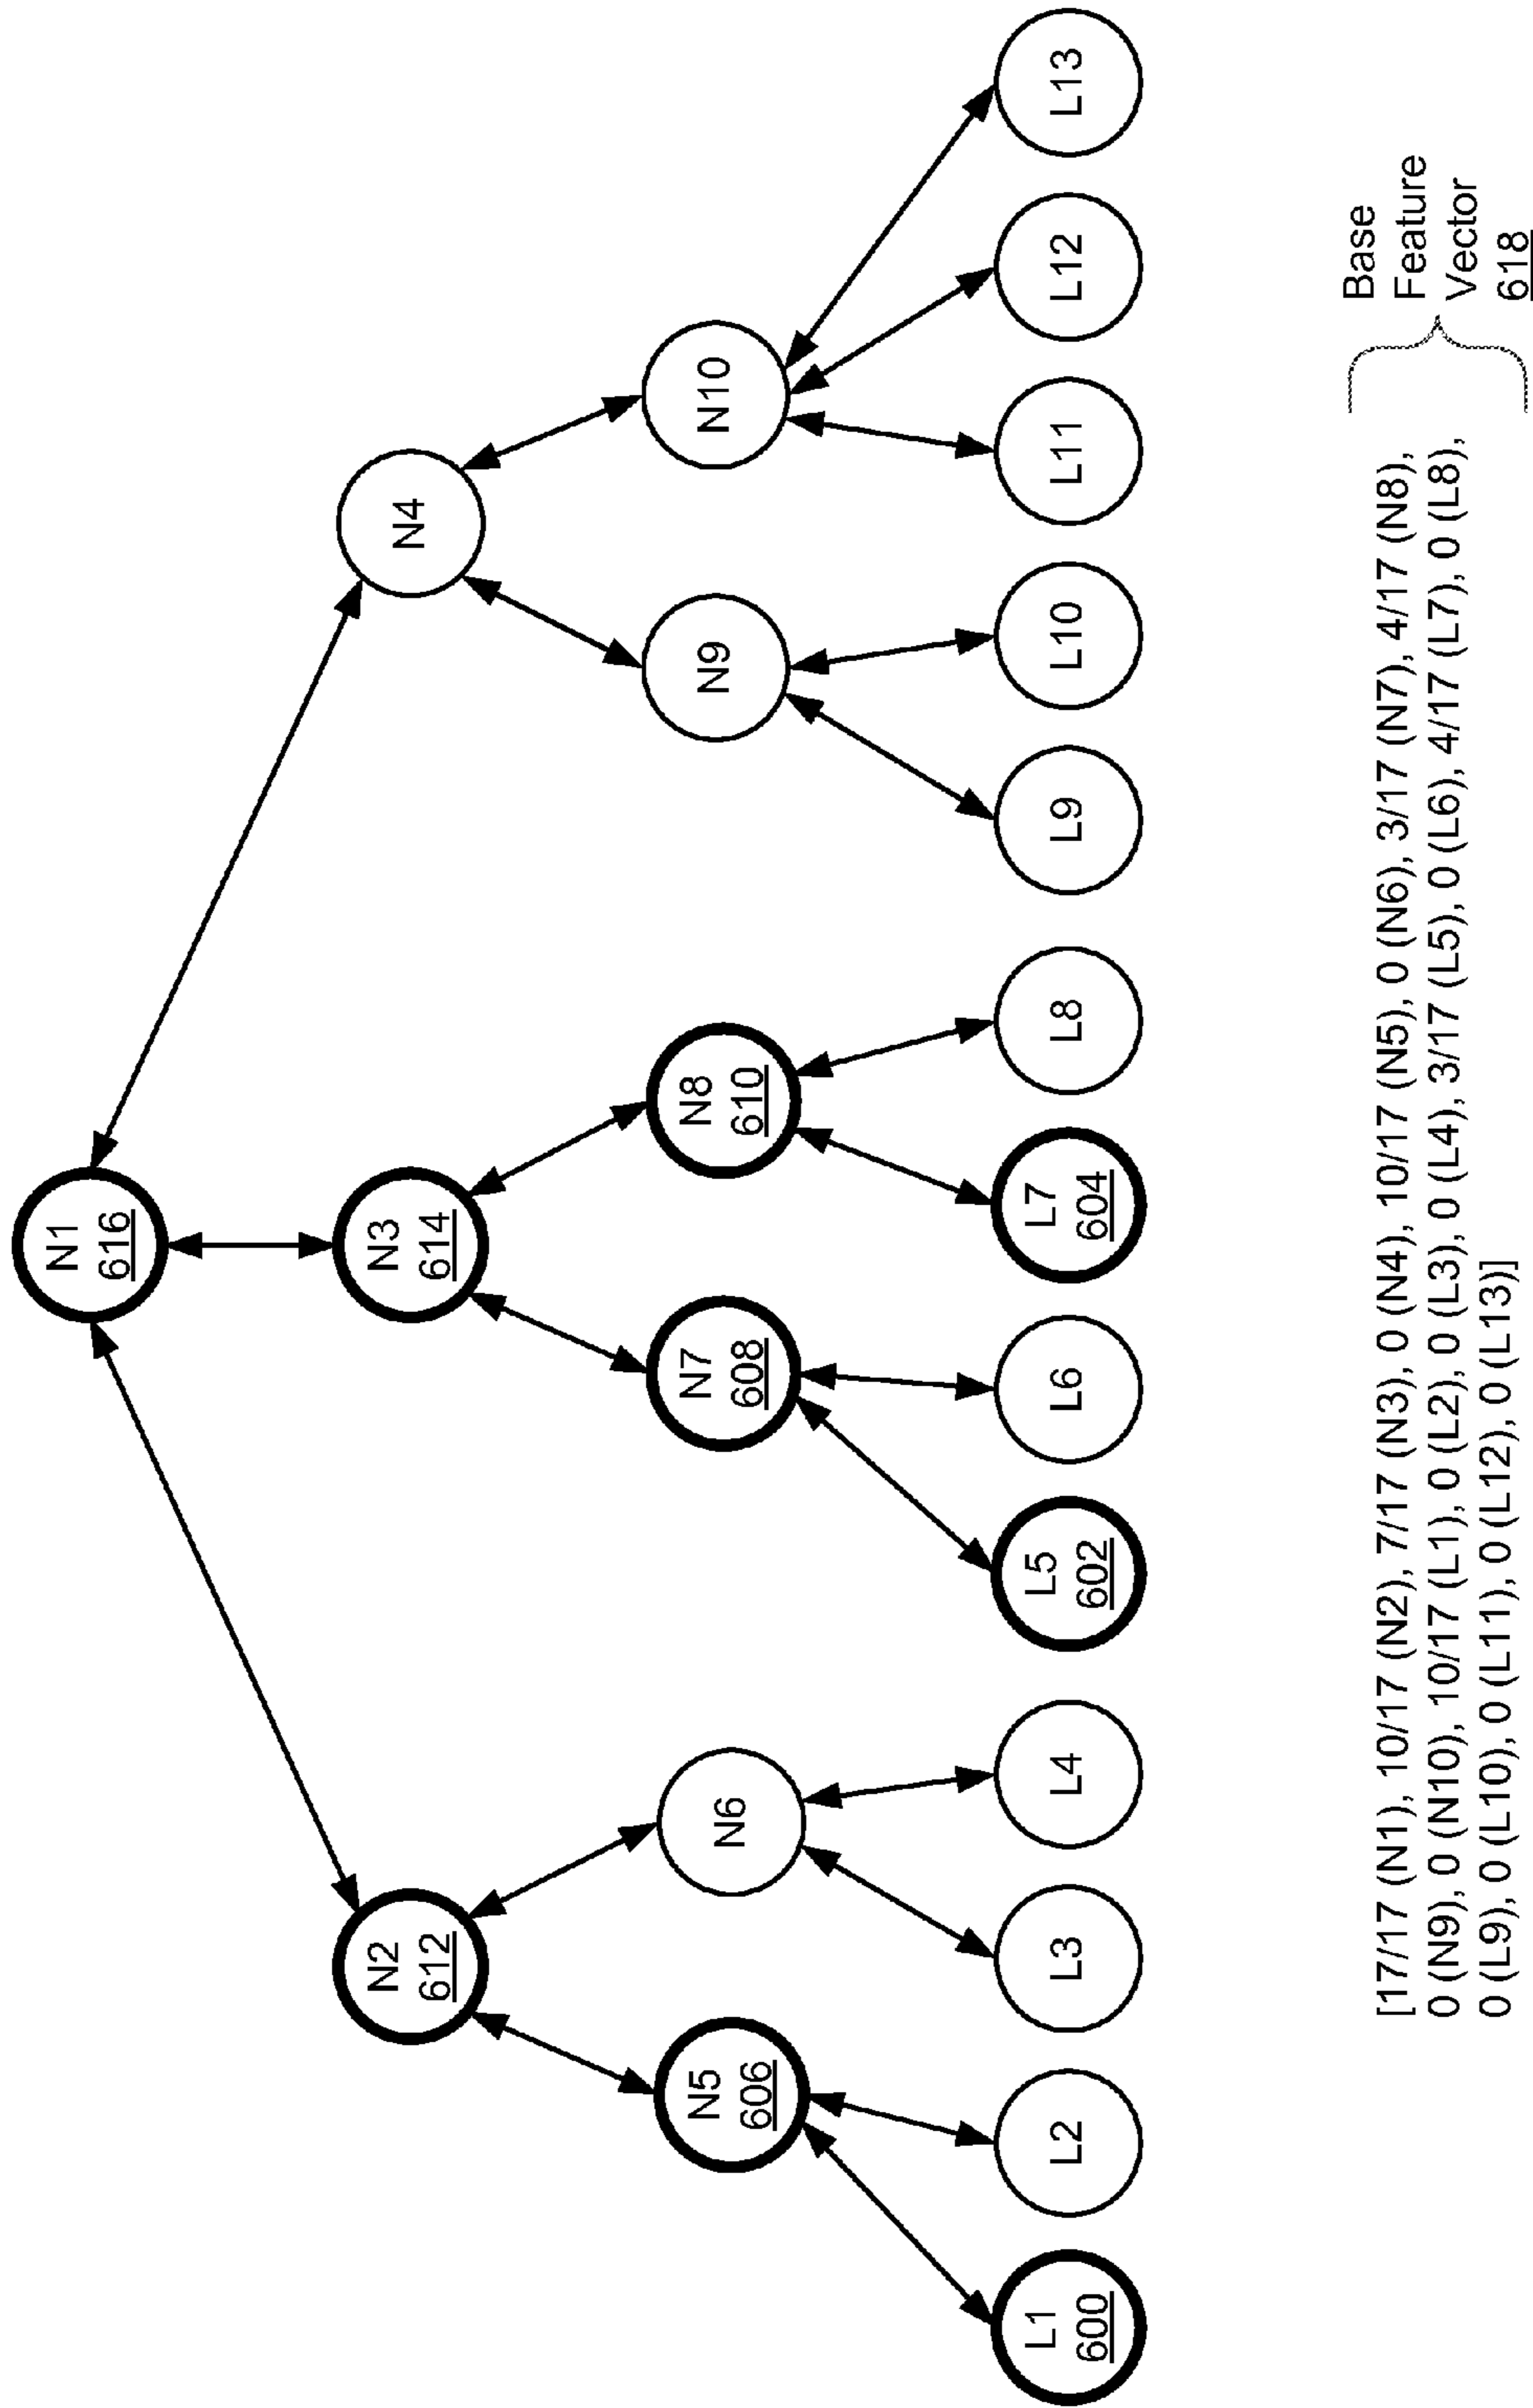 N1
616
N2
612
N3
614
N4
N5
606
N6
N7
608
N8
610
N9
N10
L1
600
L2
L3
L4
L5
602
L6
L7
604
L8
L9
L10
L11
L12
L13
[17/17 (N1), 10/17 (N2), 7/17 (N3), 0 (N4), 10/17 (N5), 0 (N6), 3/17 (N7), 4/17 (N8),
0 (N9), 0 (N10), 10/17 (L1), 0 (L2), 0 (L3), 0 (L4), 3/17 (L5), 0 (L6), 4/17 (L7), 0 (L8),
0 (L9), 0 (L10), 0 (L11), 0 (L12), 0 (L13)]
Base
Feature
Vector
618